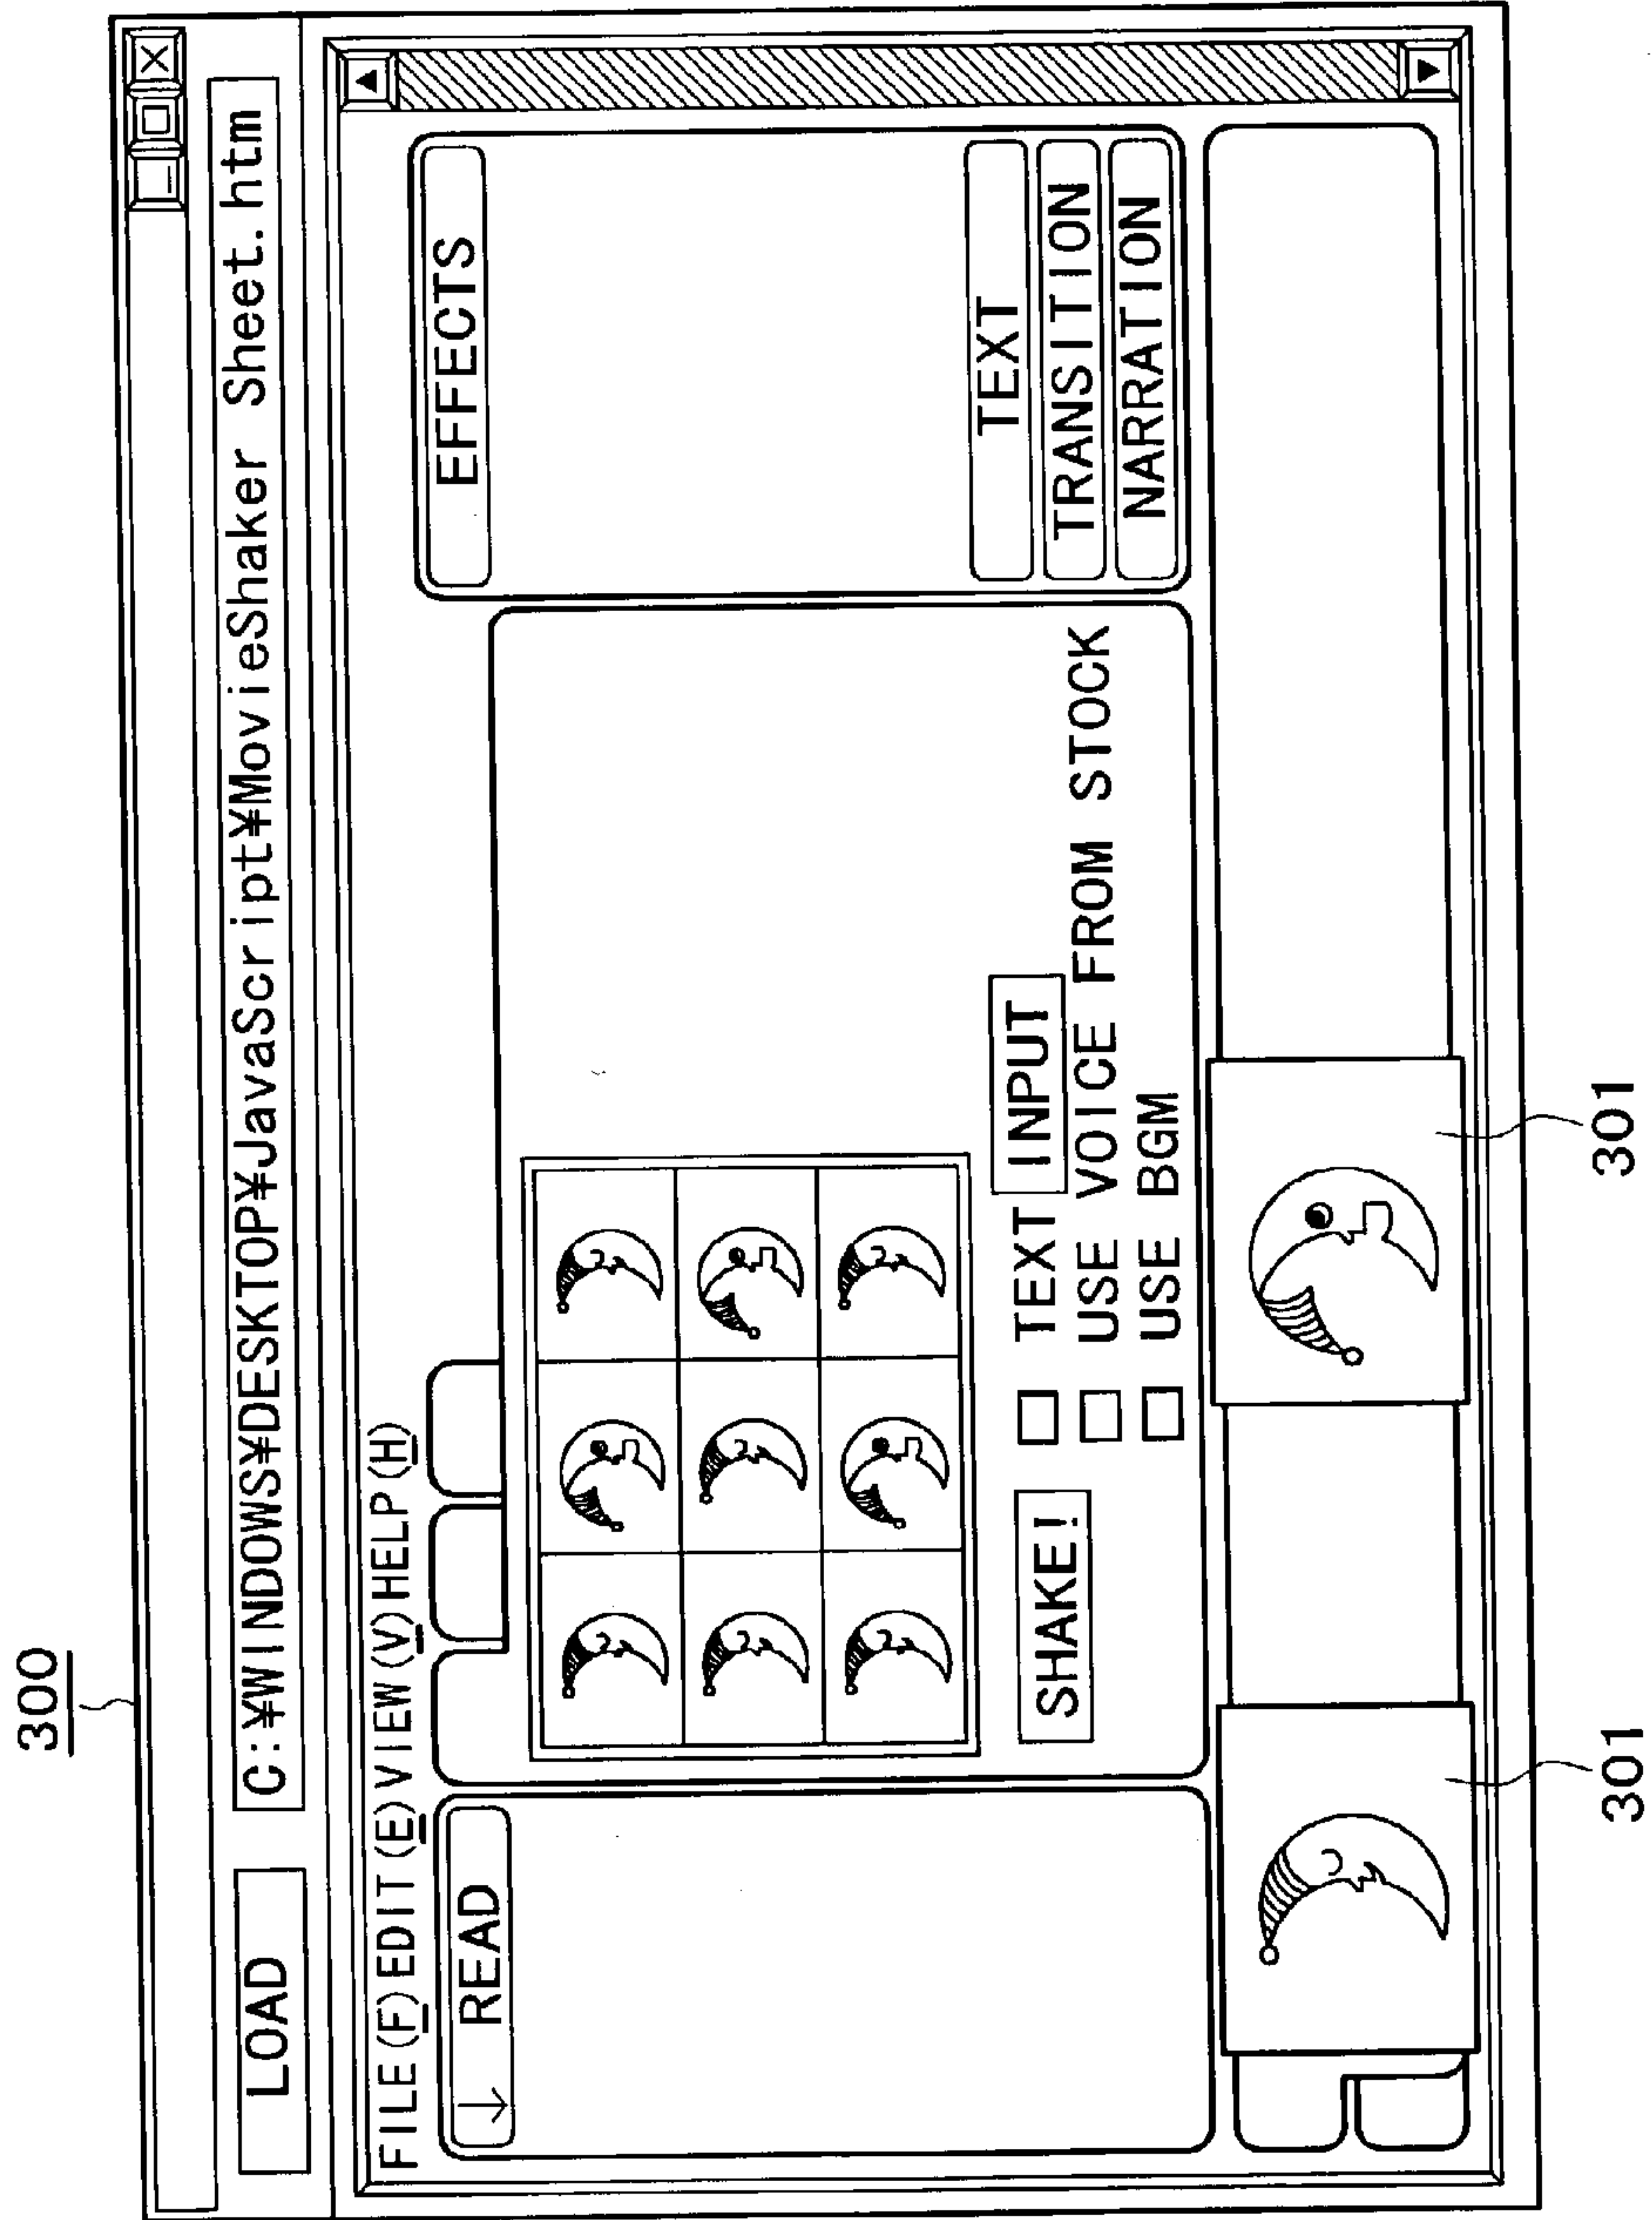 300
LOAD C:¥WINDOWS¥DESKTOP¥JavaScript¥MovieShaker Sheet.htm
FILE(F) EDIT(E) VIEW(V) HELP(H)
↓ READ
EFFECTS
SHAKE!
☐ TEXT INPUT
☐ USE VOICE FROM STOCK
☐ USE BGM
TEXT
TRANSITION
NARRATION
301
301